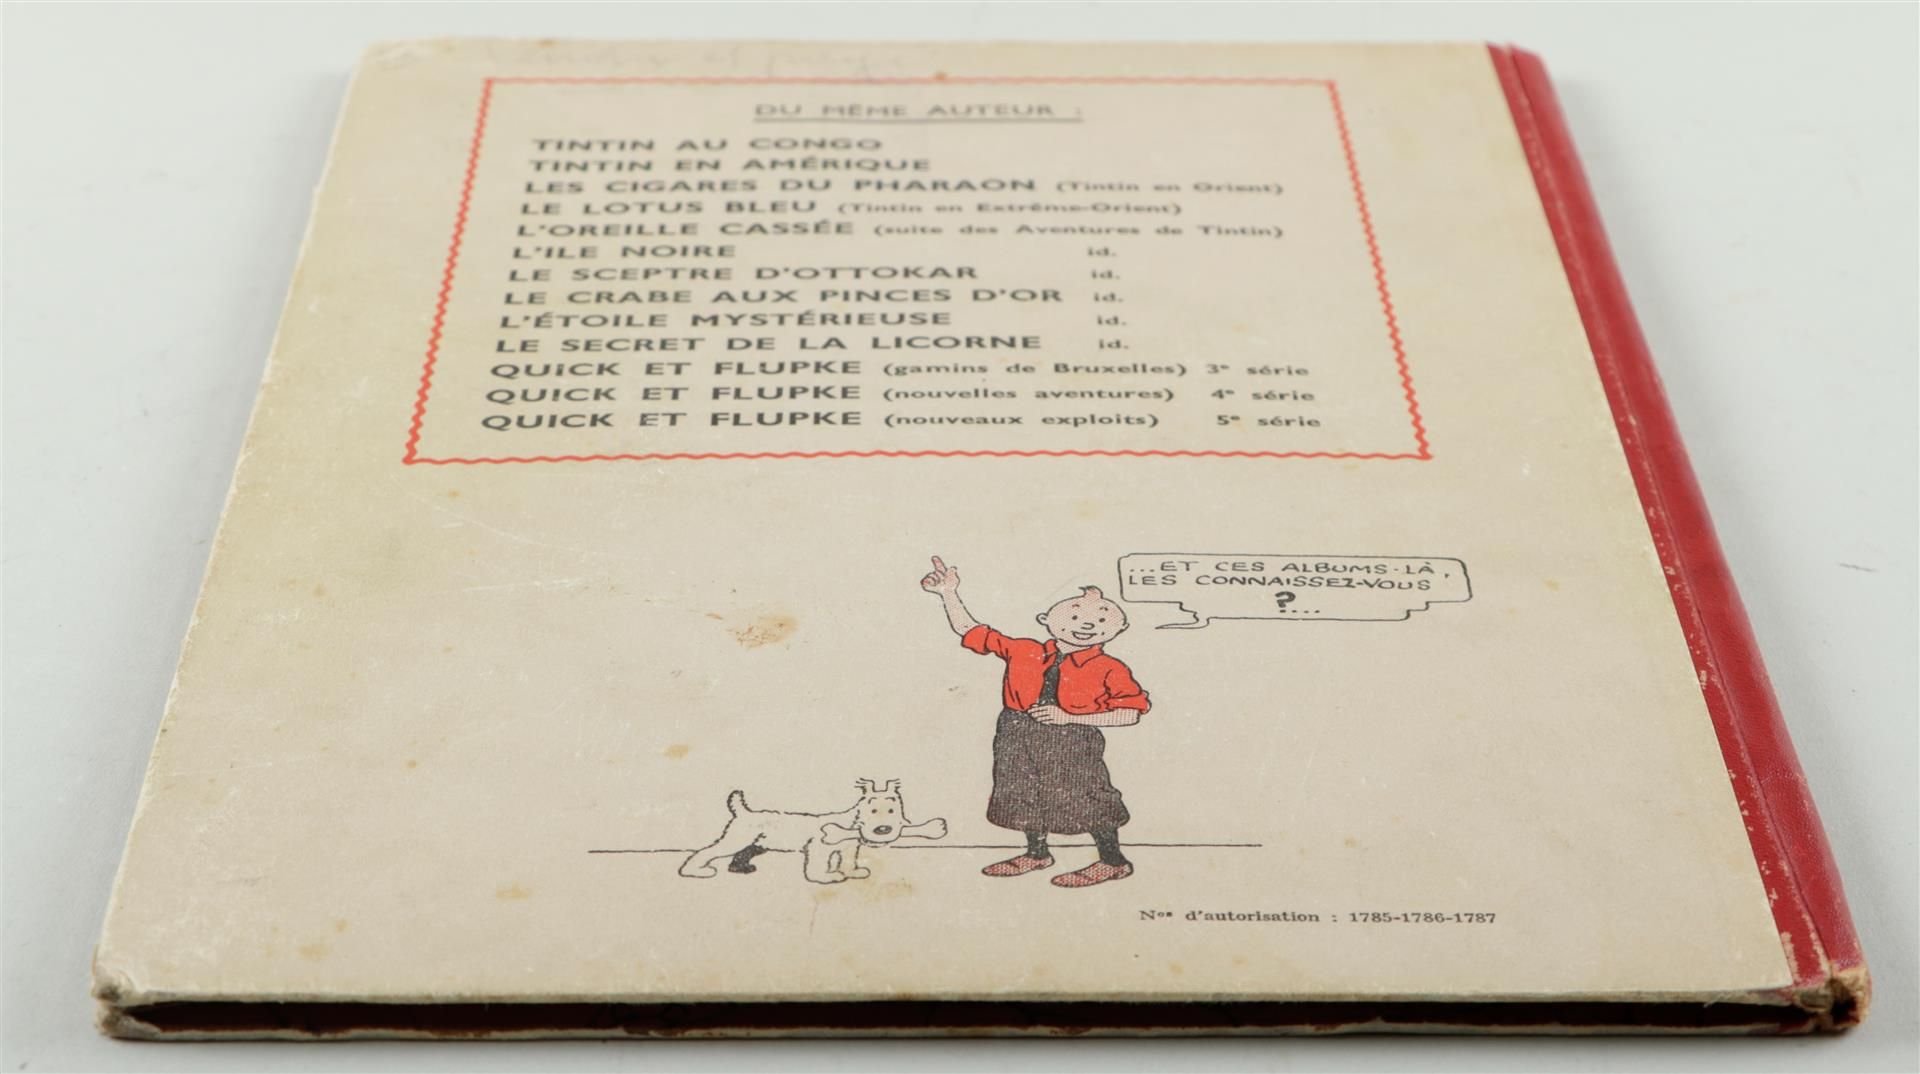 DU MÊME AUTEUR :
TINTIN AU CONGO
TINTIN EN AMÉRIQUE
LES CIGARES DU PHARAON (Tintin en Orient)
LE LOTUS BLEU (Tintin en Extrême-Orient)
L'OREILLE CASSÉE (suite des Aventures de Tintin)
L'ILE NOIRE id.
LE SCEPTRE D'OTTOKAR id.
LE CRABE AUX PINCES D'OR id.
L'ÉTOILE MYSTÉRIEUSE id.
LE SECRET DE LA LICORNE id.
QUICK ET FLUPKE (gamins de Bruxelles) 3e série
QUICK ET FLUPKE (nouvelles aventures) 4e série
QUICK ET FLUPKE (nouveaux exploits) 5e série
...ET CES ALBUMS-LÀ,
LES CONNAISSEZ-VOUS
?....
Nos d'autorisation : 1785-1786-1787